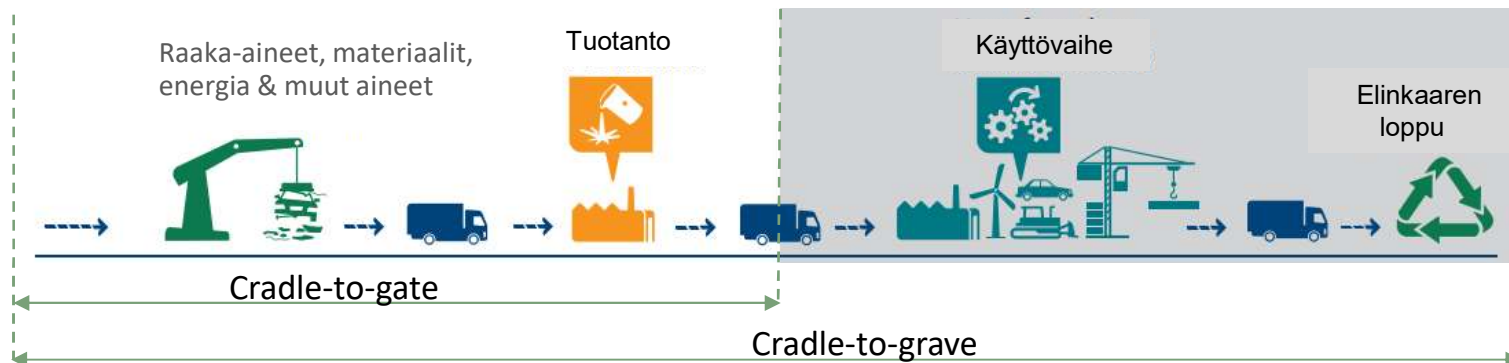 Raaka-aineet, materiaalit,
energia & muut aineet
Tuotanto
Käyttövaihe
Elinkaaren
loppu
Cradle-to-gate
Cradle-to-grave